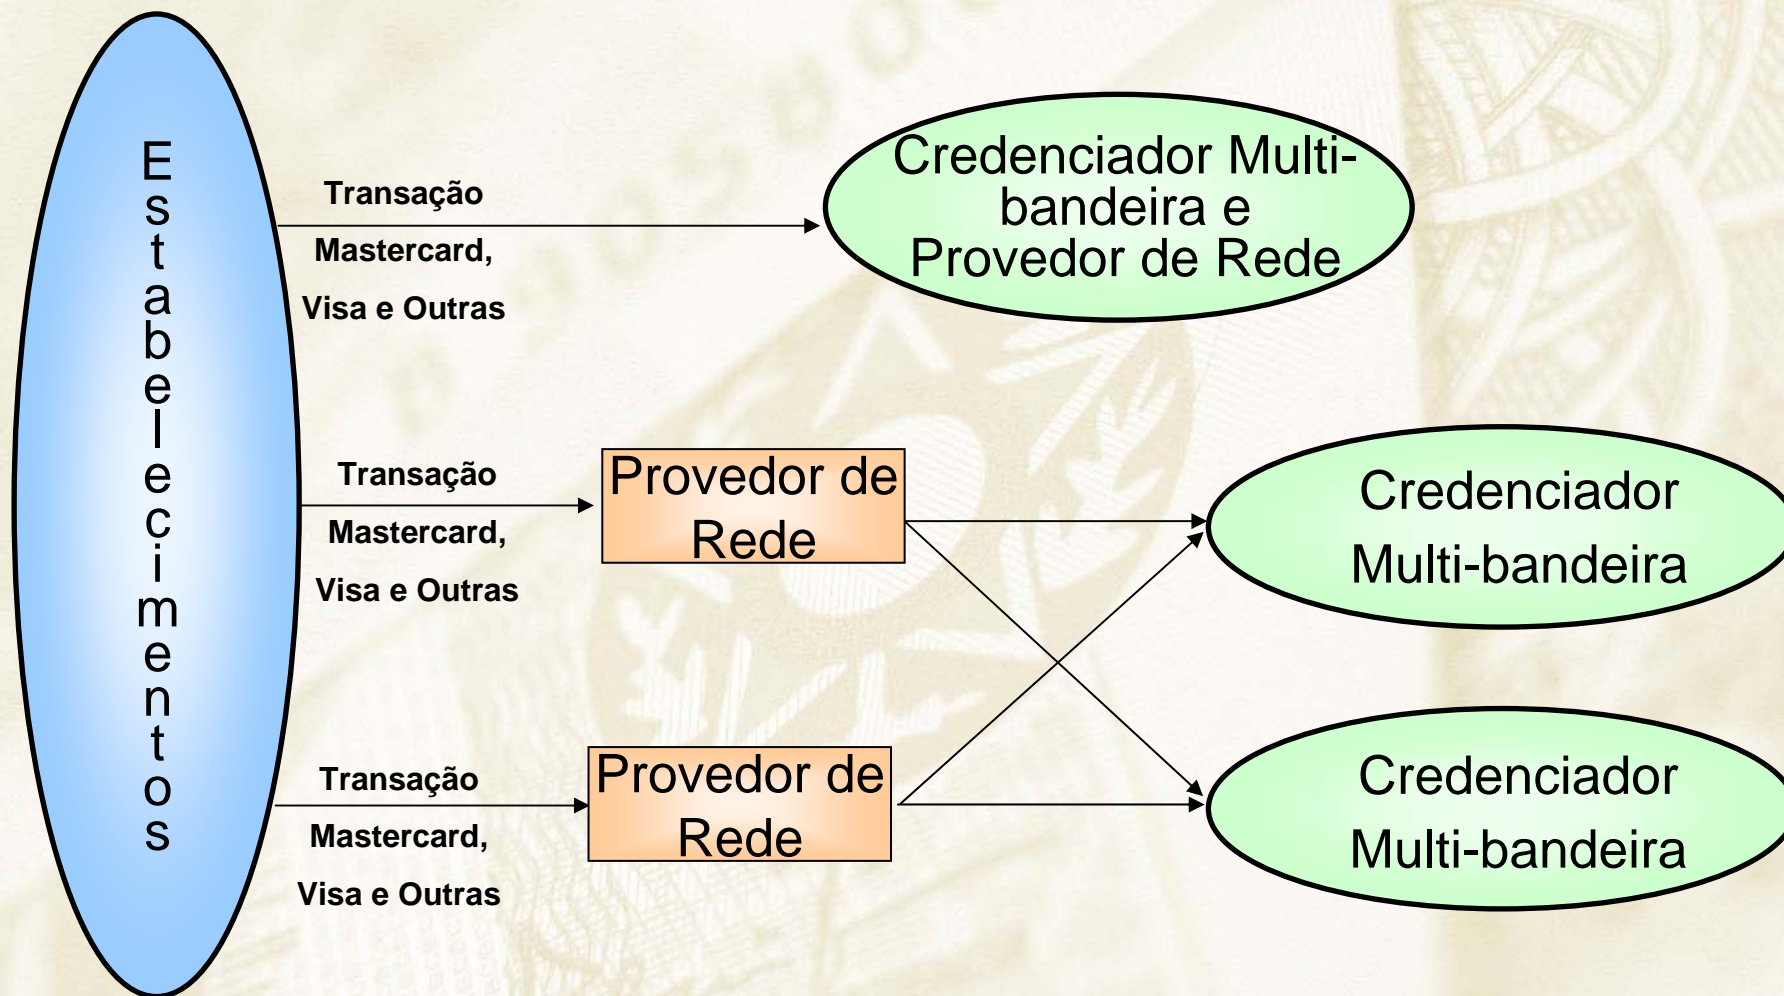 Estabelecimentos
Transação
Mastercard,
Visa e Outras
Credenciador Multi-
bandeira e
Provedor de Rede
Transação
Mastercard,
Visa e Outras
Provedor de
Rede
Credenciador
Multi-bandeira
Transação
Mastercard,
Visa e Outras
Provedor de
Rede
Credenciador
Multi-bandeira